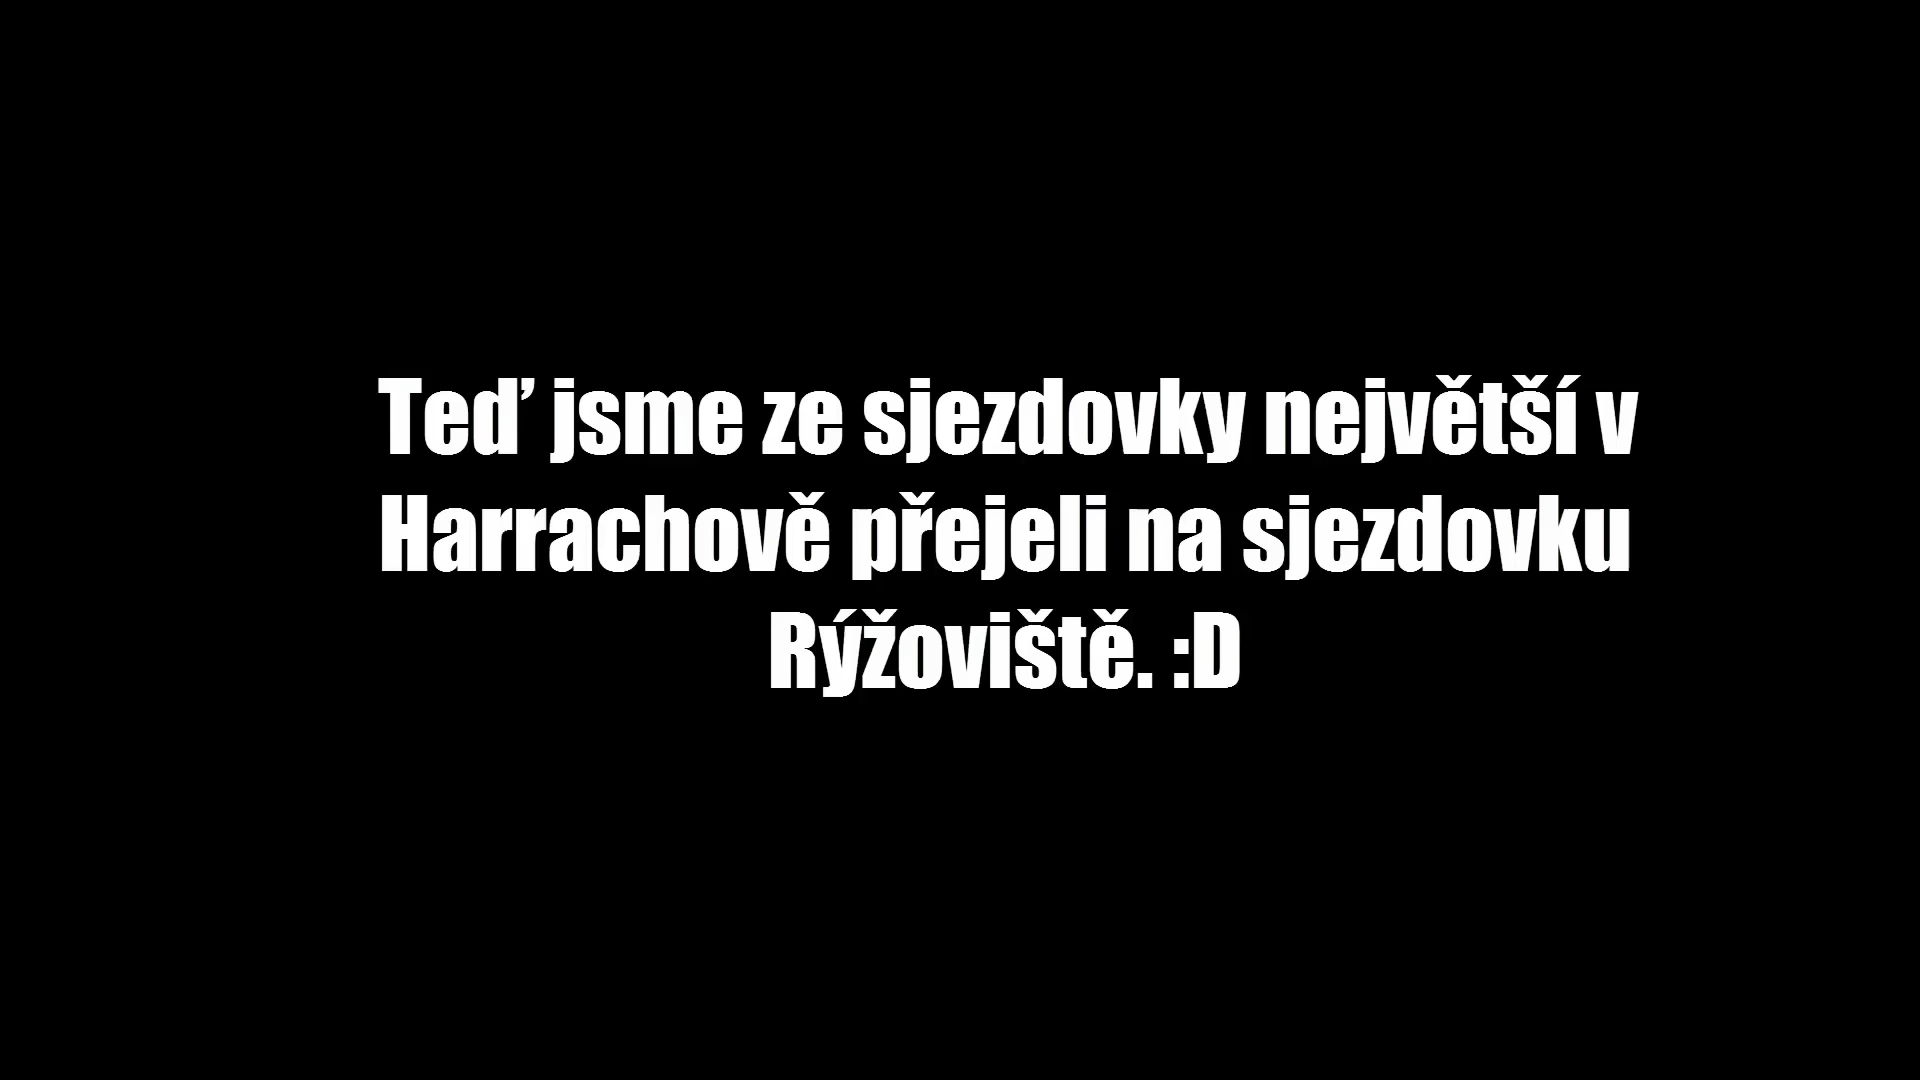 Teď jsme ze sjezdovky největší v
Harrachově přejeli na sjezdovku
Rýžoviště. :D